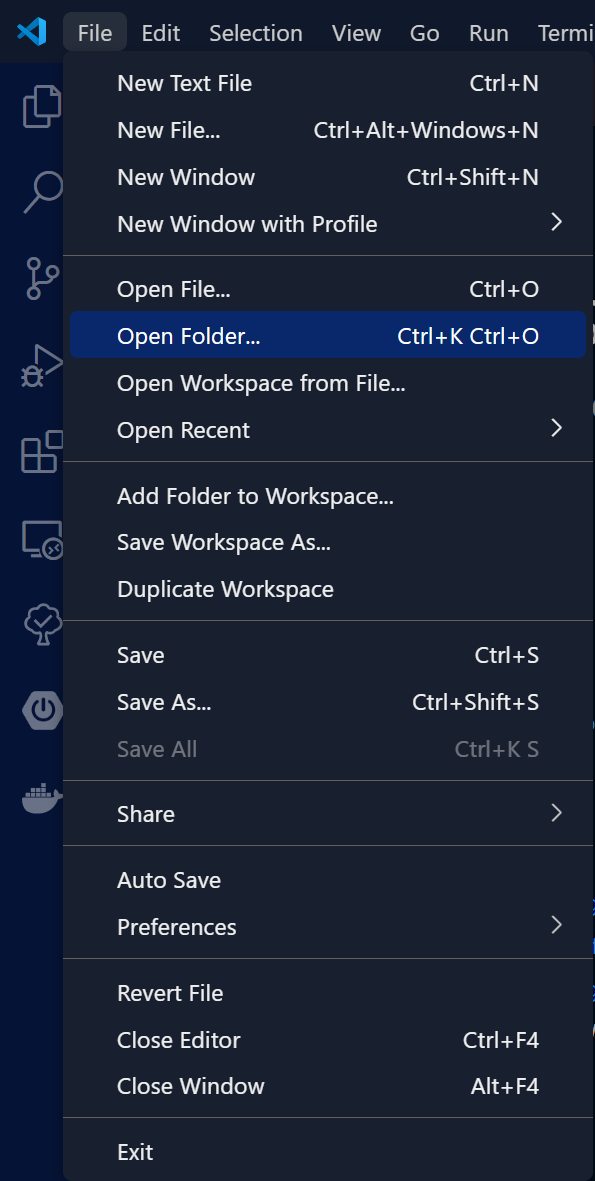 File Edit Selection View Go Run Termi
New Text File Ctrl+N
New File... Ctrl+Alt+Windows+N
New Window Ctrl+Shift+N
New Window with Profile
Open File... Ctrl+O
Open Folder... Ctrl+K Ctrl+O
Open Workspace from File...
Open Recent
Add Folder to Workspace...
Save Workspace As...
Duplicate Workspace
Save Ctrl+S
Save As... Ctrl+Shift+S
Save All Ctrl+K S
Share
Auto Save
Preferences
Revert File
Close Editor Ctrl+F4
Close Window Alt+F4
Exit